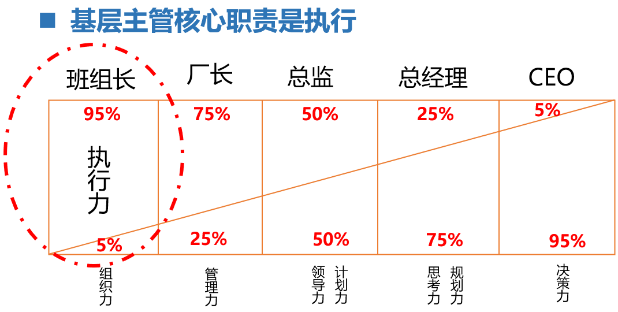 基层主管核心职责是执行
班组长 厂长 总监 总经理 CEO
95% 75% 50% 25% 5%
执行力
5% 25% 50% 75% 95%
组织力 管理力 领导力 计划力 思考力 规划力 决策力